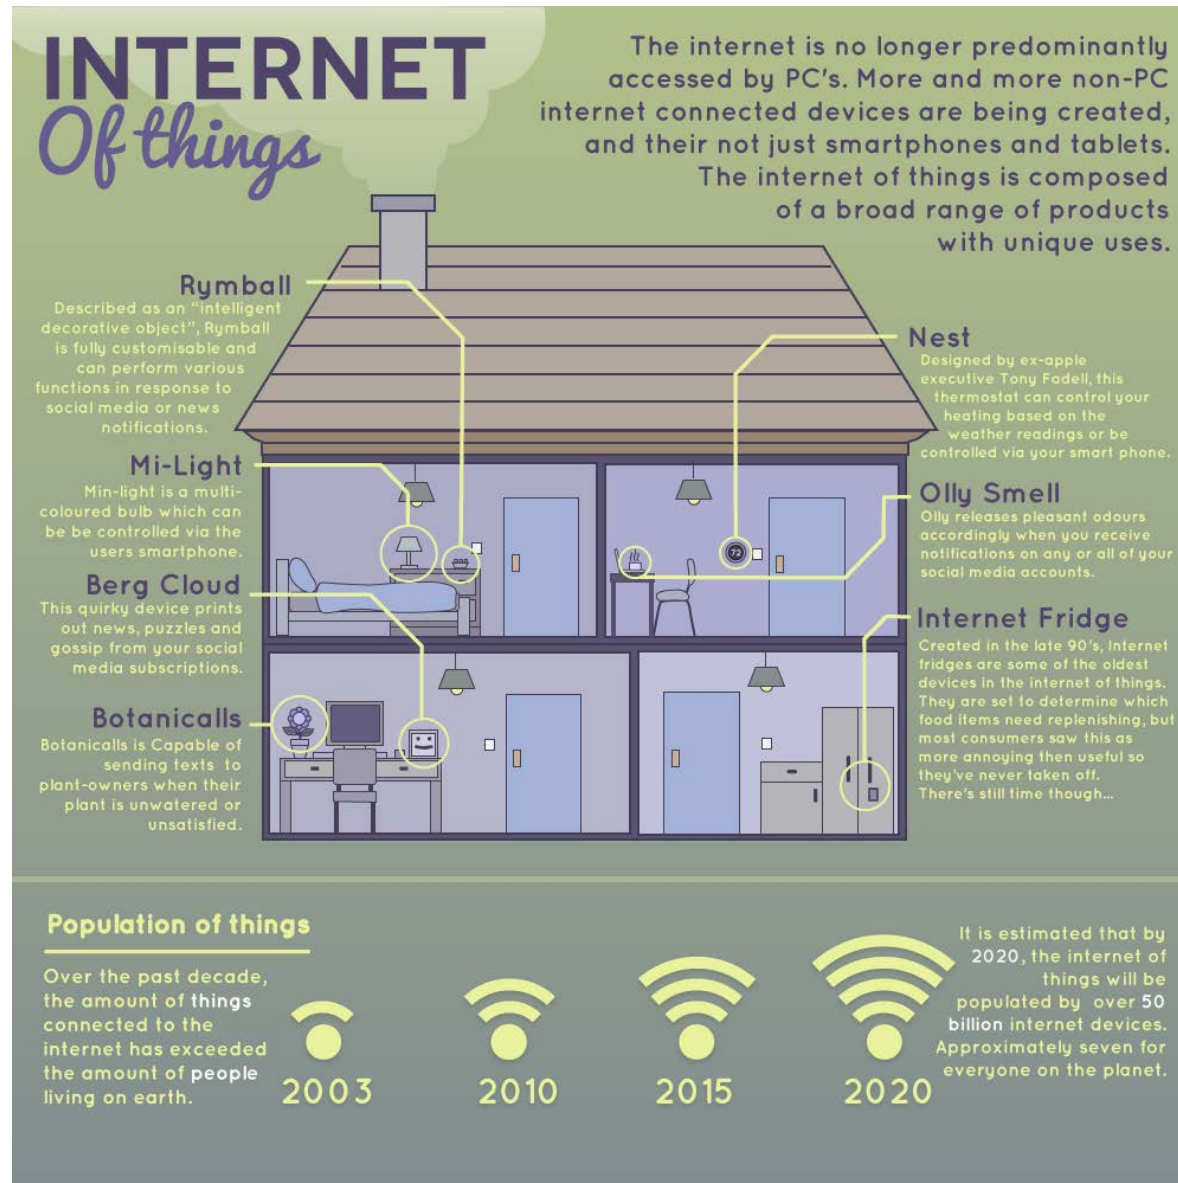 INTERNET
Of things
The internet is no longer predominantly
accessed by PC's. More and more non-PC
internet connected devices are being created,
and their not just smartphones and tablets.
The internet of things is composed
of a broad range of products
with unique uses.
Rymball
Described as an "intelligent
decorative object", Rymball
is fully customisable and
can perform various
functions in response to
social media or news
notifications.
Mi-Light
Min-light is a multi-
coloured bulb which can
be be controlled via the
users smartphone.
Berg Cloud
This quirky device prints
out news, puzzles and
gossip from your social
media subscriptions.
Botanicalls
Botanicalls is Capable of
sending texts to
plant-owners when their
plant is unwatered or
unsatisfied.
72
Nest
Designed by ex-apple
executive Tony Fadell, this
thermostat can control your
heating based on the
weather readings or be
controlled via your smart phone.
Olly Smell
Olly releases pleasant odours
accordingly when you receive
notifications on any or all of your
social media accounts.
Internet Fridge
Created in the late 90's, Internet
fridges are some of the oldest
devices in the internet of things.
They are set to determine which
food items need replenishing, but
most consumers saw this as
more annoying then useful so
they've never taken off.
There's still time though...
Population of things
Over the past decade,
the amount of things
connected to the
internet has exceeded
the amount of people
living on earth.
2003
2010
2015
2020
It is estimated that by
2020, the internet of
things will be
populated by over 50
billion internet devices.
Approximately seven for
everyone on the planet.